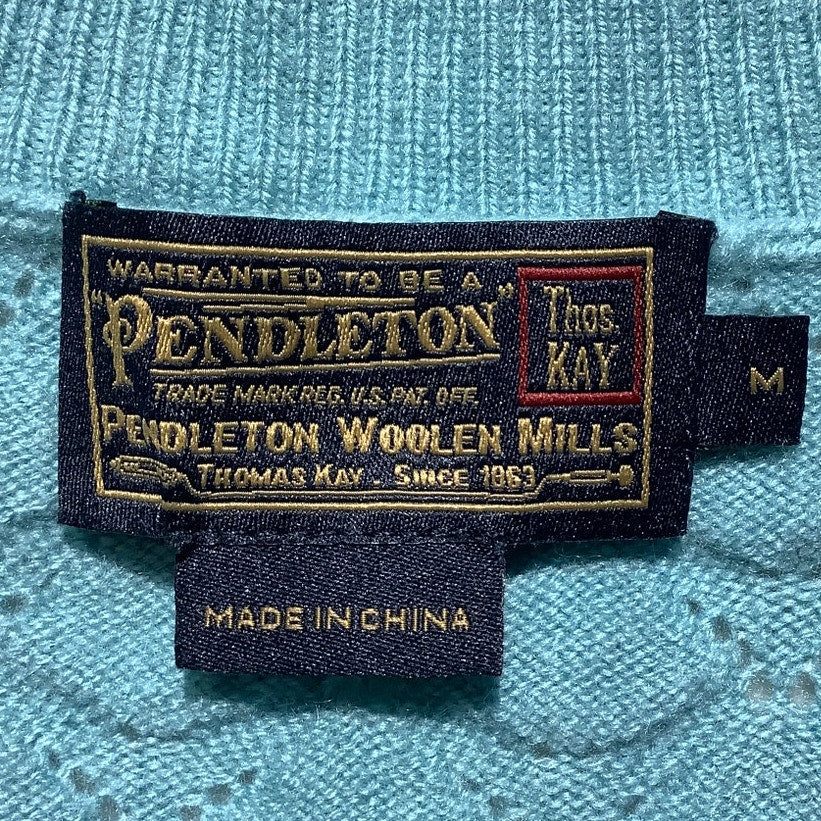 WARRANTED TO BE A
"PENDLETON"
TRADE MARK REG. U.S. PAT. OFF.
PENDLETON WOOLEN MILLS
THOMAS KAY - SINCE 1863
Thos.
KAY
M
MADE IN CHINA